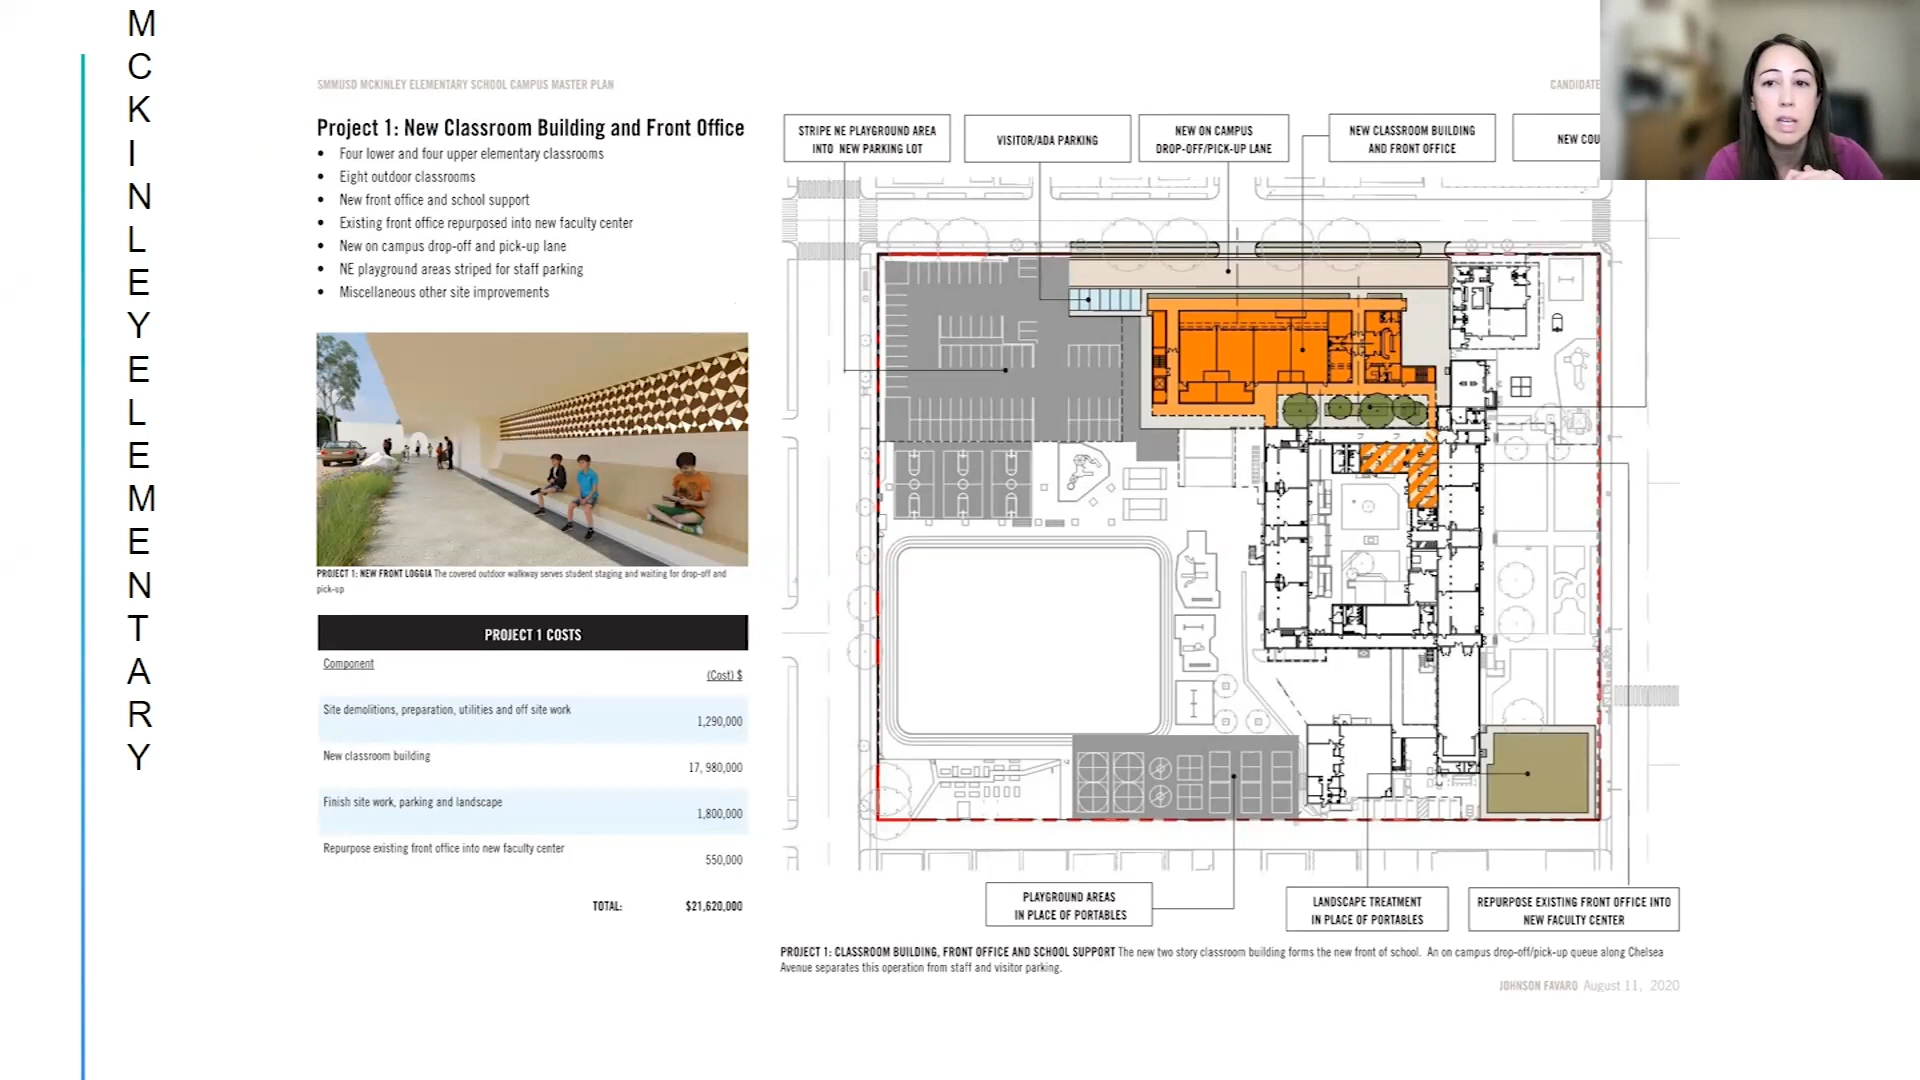 MCKINLEYELEMENTARY
SMMUSD MCKINLEY ELEMENTARY SCHOOL CAMPUS MASTER PLAN
CANDIDATE
Project 1: New Classroom Building and Front Office
• Four lower and four upper elementary classrooms
• Eight outdoor classrooms
• New front office and school support
• Existing front office repurposed into new faculty center
• New on campus drop-off and pick-up lane
• NE playground areas striped for staff parking
• Miscellaneous other site improvements
PROJECT 1: NEW FRONT LOGGIA The covered outdoor walkway serves student staging and waiting for drop-off and
pick-up
PROJECT 1 COSTS
Component
(Cost) $
Site demolitions, preparation, utilities and off site work
1,290,000
New classroom building
17, 980,000
Finish site work, parking and landscape
1,800,000
Repurpose existing front office into new faculty center
550,000
TOTAL: $21,620,000
STRIPE NE PLAYGROUND AREA
INTO NEW PARKING LOT
VISITOR/ADA PARKING
NEW ON CAMPUS
DROP-OFF/PICK-UP LANE
NEW CLASSROOM BUILDING
AND FRONT OFFICE
NEW COU
PLAYGROUND AREAS
IN PLACE OF PORTABLES
LANDSCAPE TREATMENT
IN PLACE OF PORTABLES
REPURPOSE EXISTING FRONT OFFICE INTO
NEW FACULTY CENTER
PROJECT 1: CLASSROOM BUILDING, FRONT OFFICE AND SCHOOL SUPPORT The new two story classroom building forms the new front of school. An on campus drop-off/pick-up queue along Chelsea
Avenue separates this operation from staff and visitor parking.
JOHNSON FAVARO August 11, 2020